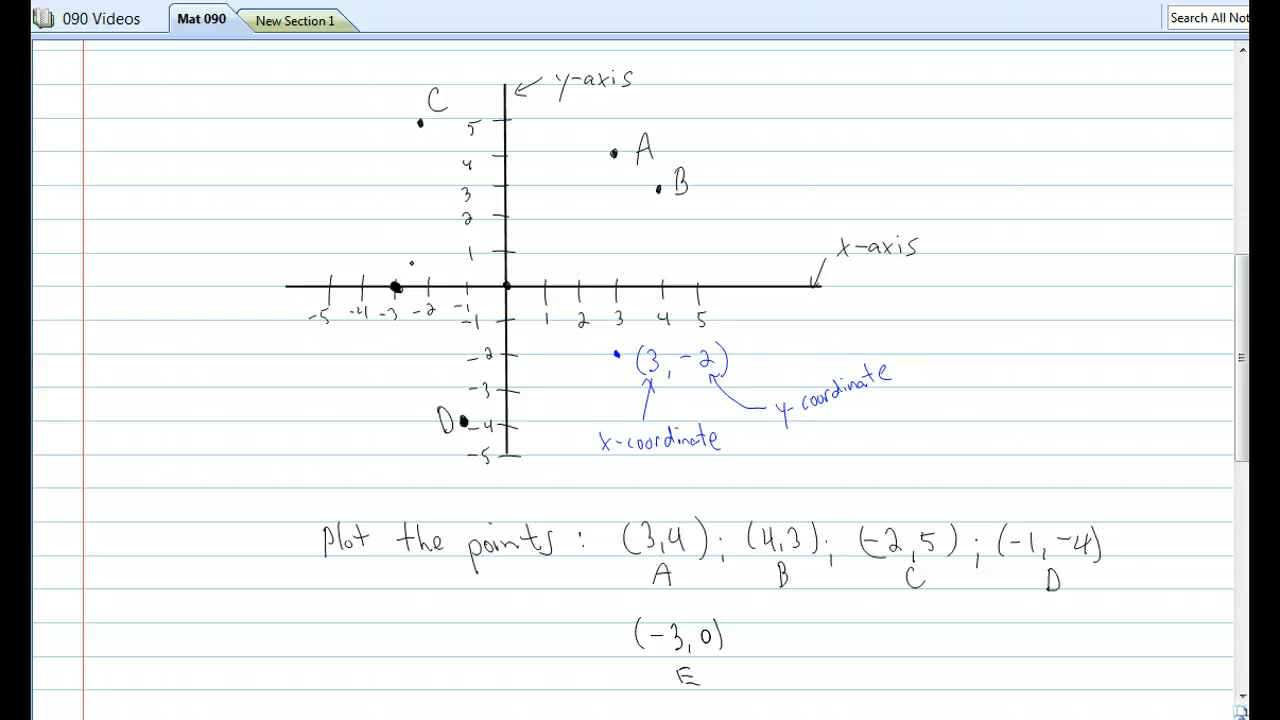 090 Videos Mat 090 New Section 1 Search All Not
y-axis
C
5
A
4
B
3
2
x-axis
1
-5 -4 -3 -2 -1 1 2 3 4 5
-1
-2 (3, -2)
-3
y-coordinate
D -4
x-coordinate
-5
Plot the points : (3,4); (4,3); (-2,5); (-1,-4)
A B C D
(-3,0)
E